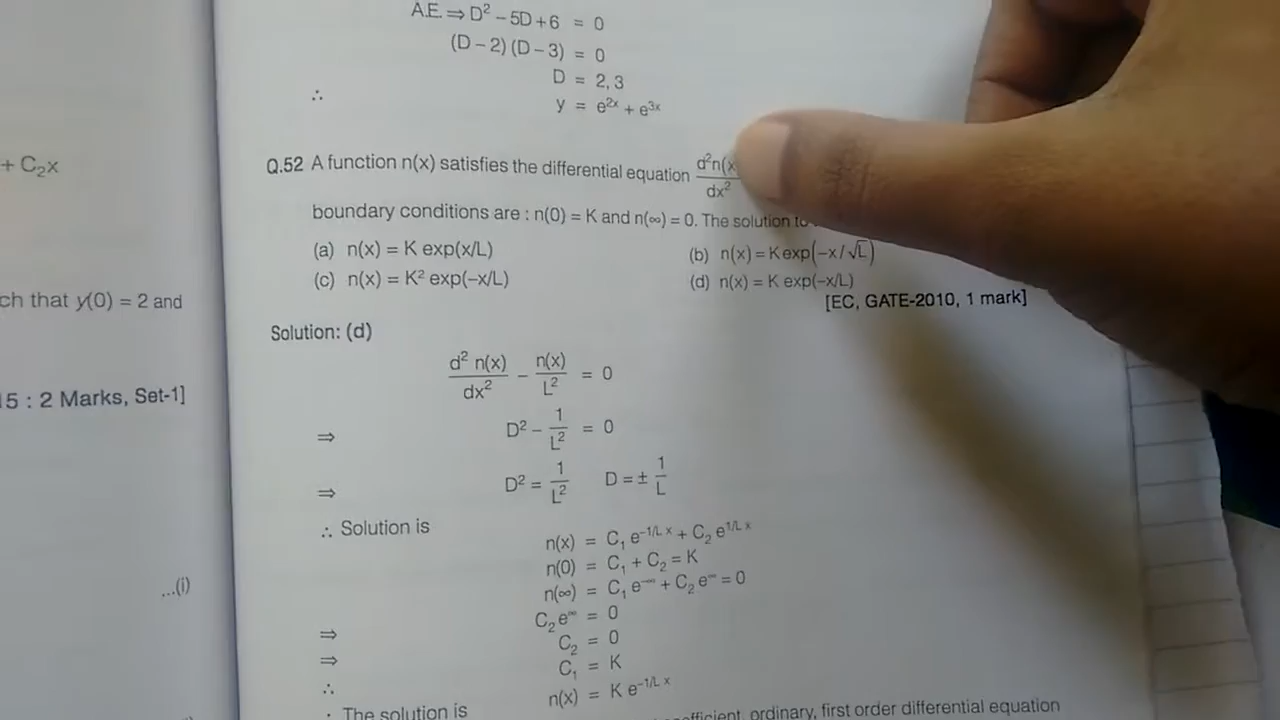 + C₂x
ch that y(0) = 2 and
15 : 2 Marks, Set-1]
...(i)
A.E. ⇒ D² – 5D + 6 = 0
(D – 2) (D – 3) = 0
D = 2, 3
∴ y = e²ˣ + e³ˣ
Q.52 A function n(x) satisfies the differential equation d²n(x / dx²
boundary conditions are : n(0) = K and n(∞) = 0. The solution to
(a) n(x) = K exp(x/L) (b) n(x) = K exp(–x/√L)
(c) n(x) = K² exp(–x/L) (d) n(x) = K exp(–x/L)
[EC, GATE-2010, 1 mark]
Solution: (d)
d² n(x)/dx² – n(x)/L² = 0
⇒ D² – 1/L² = 0
⇒ D² = 1/L² D = ± 1/L
∴ Solution is
n(x) = C₁ e^(–1/L x) + C₂ e^(1/L x)
n(0) = C₁ + C₂ = K
n(∞) = C₁ e^(–∞) + C₂ e^(∞) = 0
⇒ C₂ e^(∞) = 0
⇒ C₂ = 0
∴ C₁ = K
∴ The solution is n(x) = K e^(–1/L x)
ordinary, first order differential equation